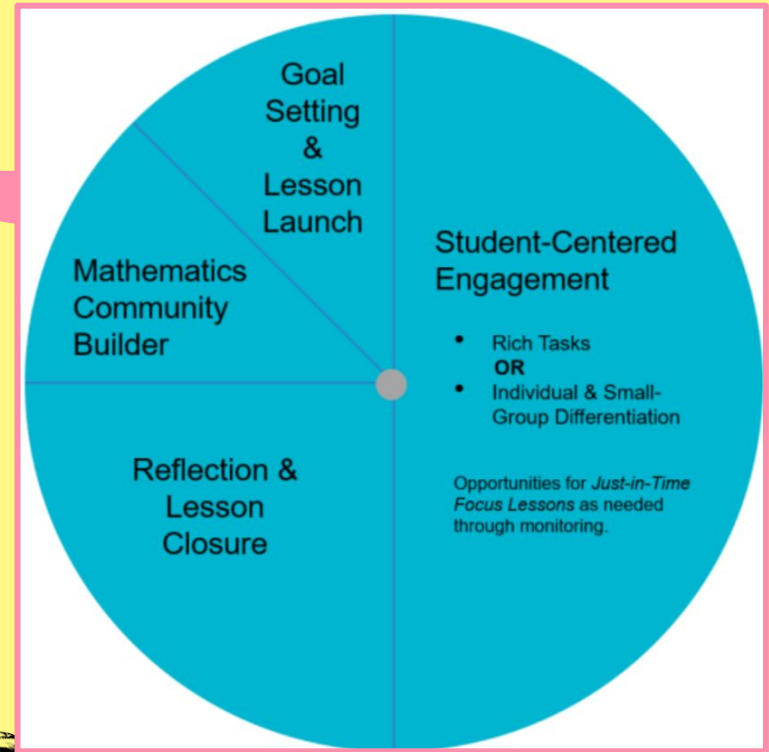 Goal
Setting
&
Lesson
Launch
Mathematics
Community
Builder
Reflection &
Lesson
Closure
Student-Centered
Engagement
• Rich Tasks
OR
• Individual & Small-
Group Differentiation
Opportunities for Just-in-Time
Focus Lessons as needed
through monitoring.